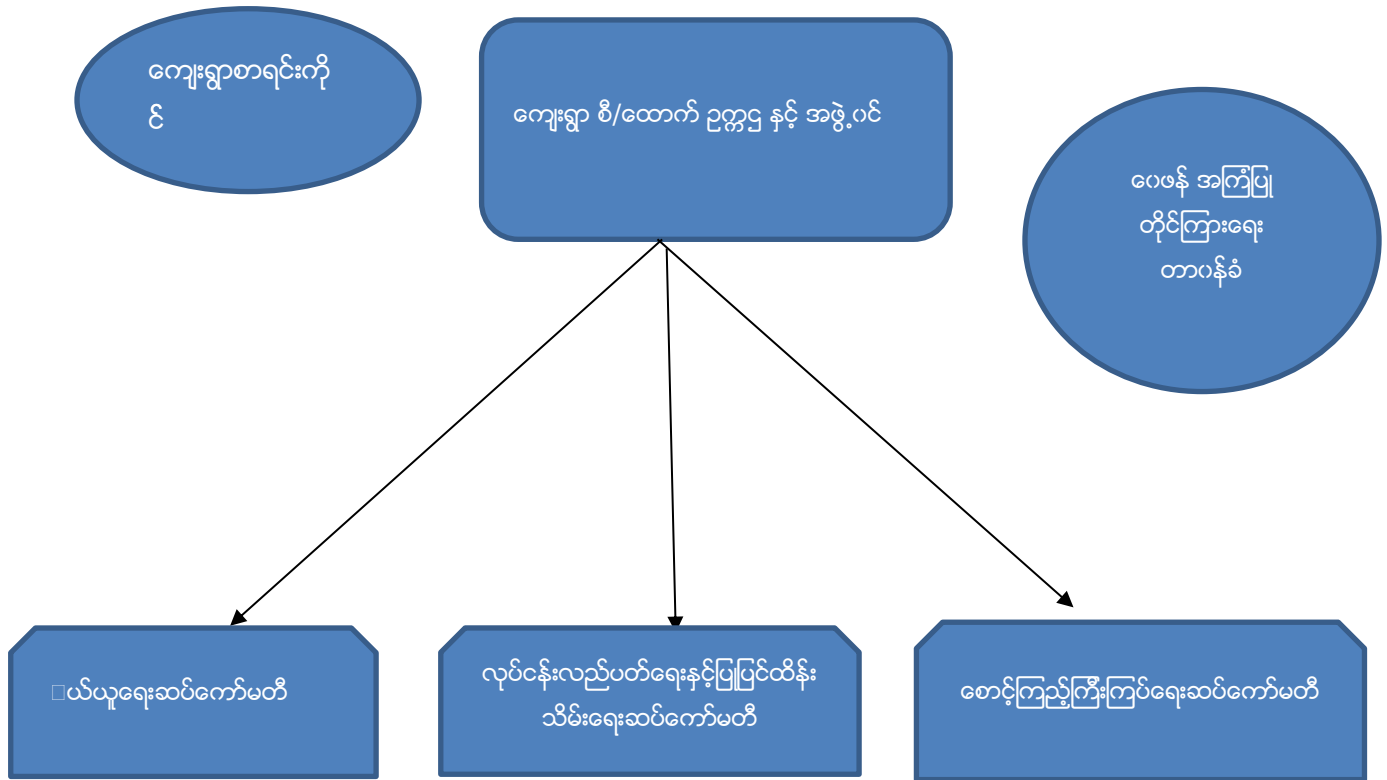 ကျေးရွာစာရင်းကို
င်
ကျေးရွာ စီ/ထောက် ဥက္ကဌ နှင့် အဖွဲ့ဝင်
ဝေဖန် အကြံပြု
တိုင်ကြားရေး
တာဝန်ခံ
□ယ်ယူရေးဆပ်ကော်မတီ
လုပ်ငန်းလည်ပတ်ရေးနှင့်ပြုပြင်ထိန်း
သိမ်းရေးဆပ်ကော်မတီ
စောင့်ကြည့်ကြီးကြပ်ရေးဆပ်ကော်မတီ